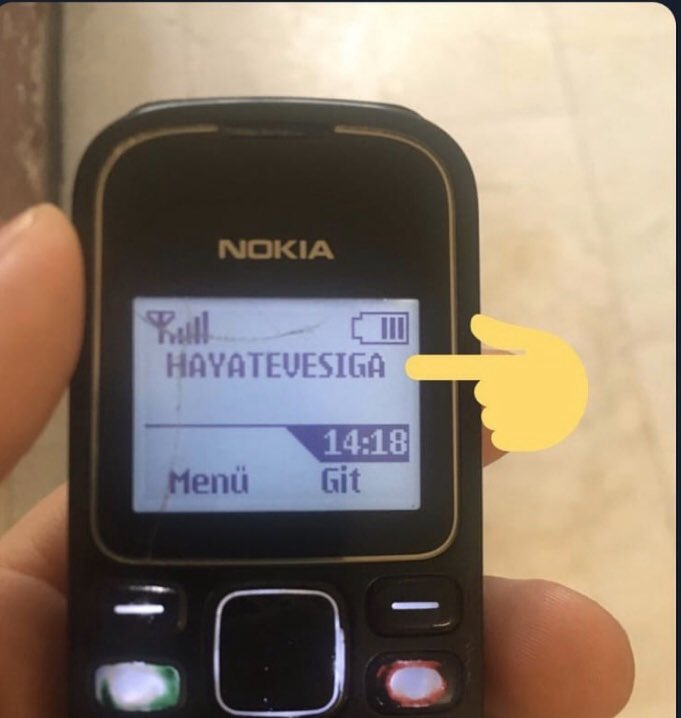 NOKIA
HAYATEVESIGA
14:18
Menü Git